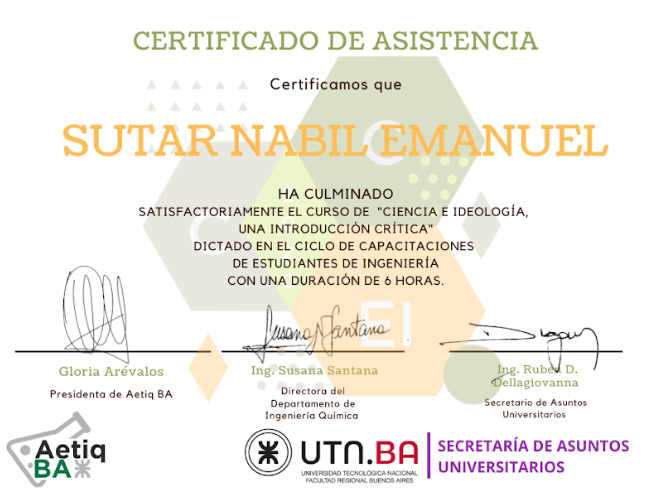 CERTIFICADO DE ASISTENCIA
Certificamos que
SUTAR NABIL EMANUEL
HA CULMINADO
SATISFACTORIAMENTE EL CURSO DE "CIENCIA E IDEOLOGÍA,
UNA INTRODUCCIÓN CRÍTICA"
DICTADO EN EL CICLO DE CAPACITACIONES
DE ESTUDIANTES DE INGENIERÍA
CON UNA DURACIÓN DE 6 HORAS.
C
C
EI
Susana N Santana
Gloria Arévalos
Presidenta de Aetiq BA
Ing. Susana Santana
Directora del
Departamento de
Ingeniería Química
Ing. Rubén D.
Dellagiovanna
Secretario de Asuntos
Universitarios
Aetiq
BA
UTN.BA
UNIVERSIDAD TECNOLÓGICA NACIONAL
FACULTAD REGIONAL BUENOS AIRES
SECRETARÍA DE ASUNTOS
UNIVERSITARIOS